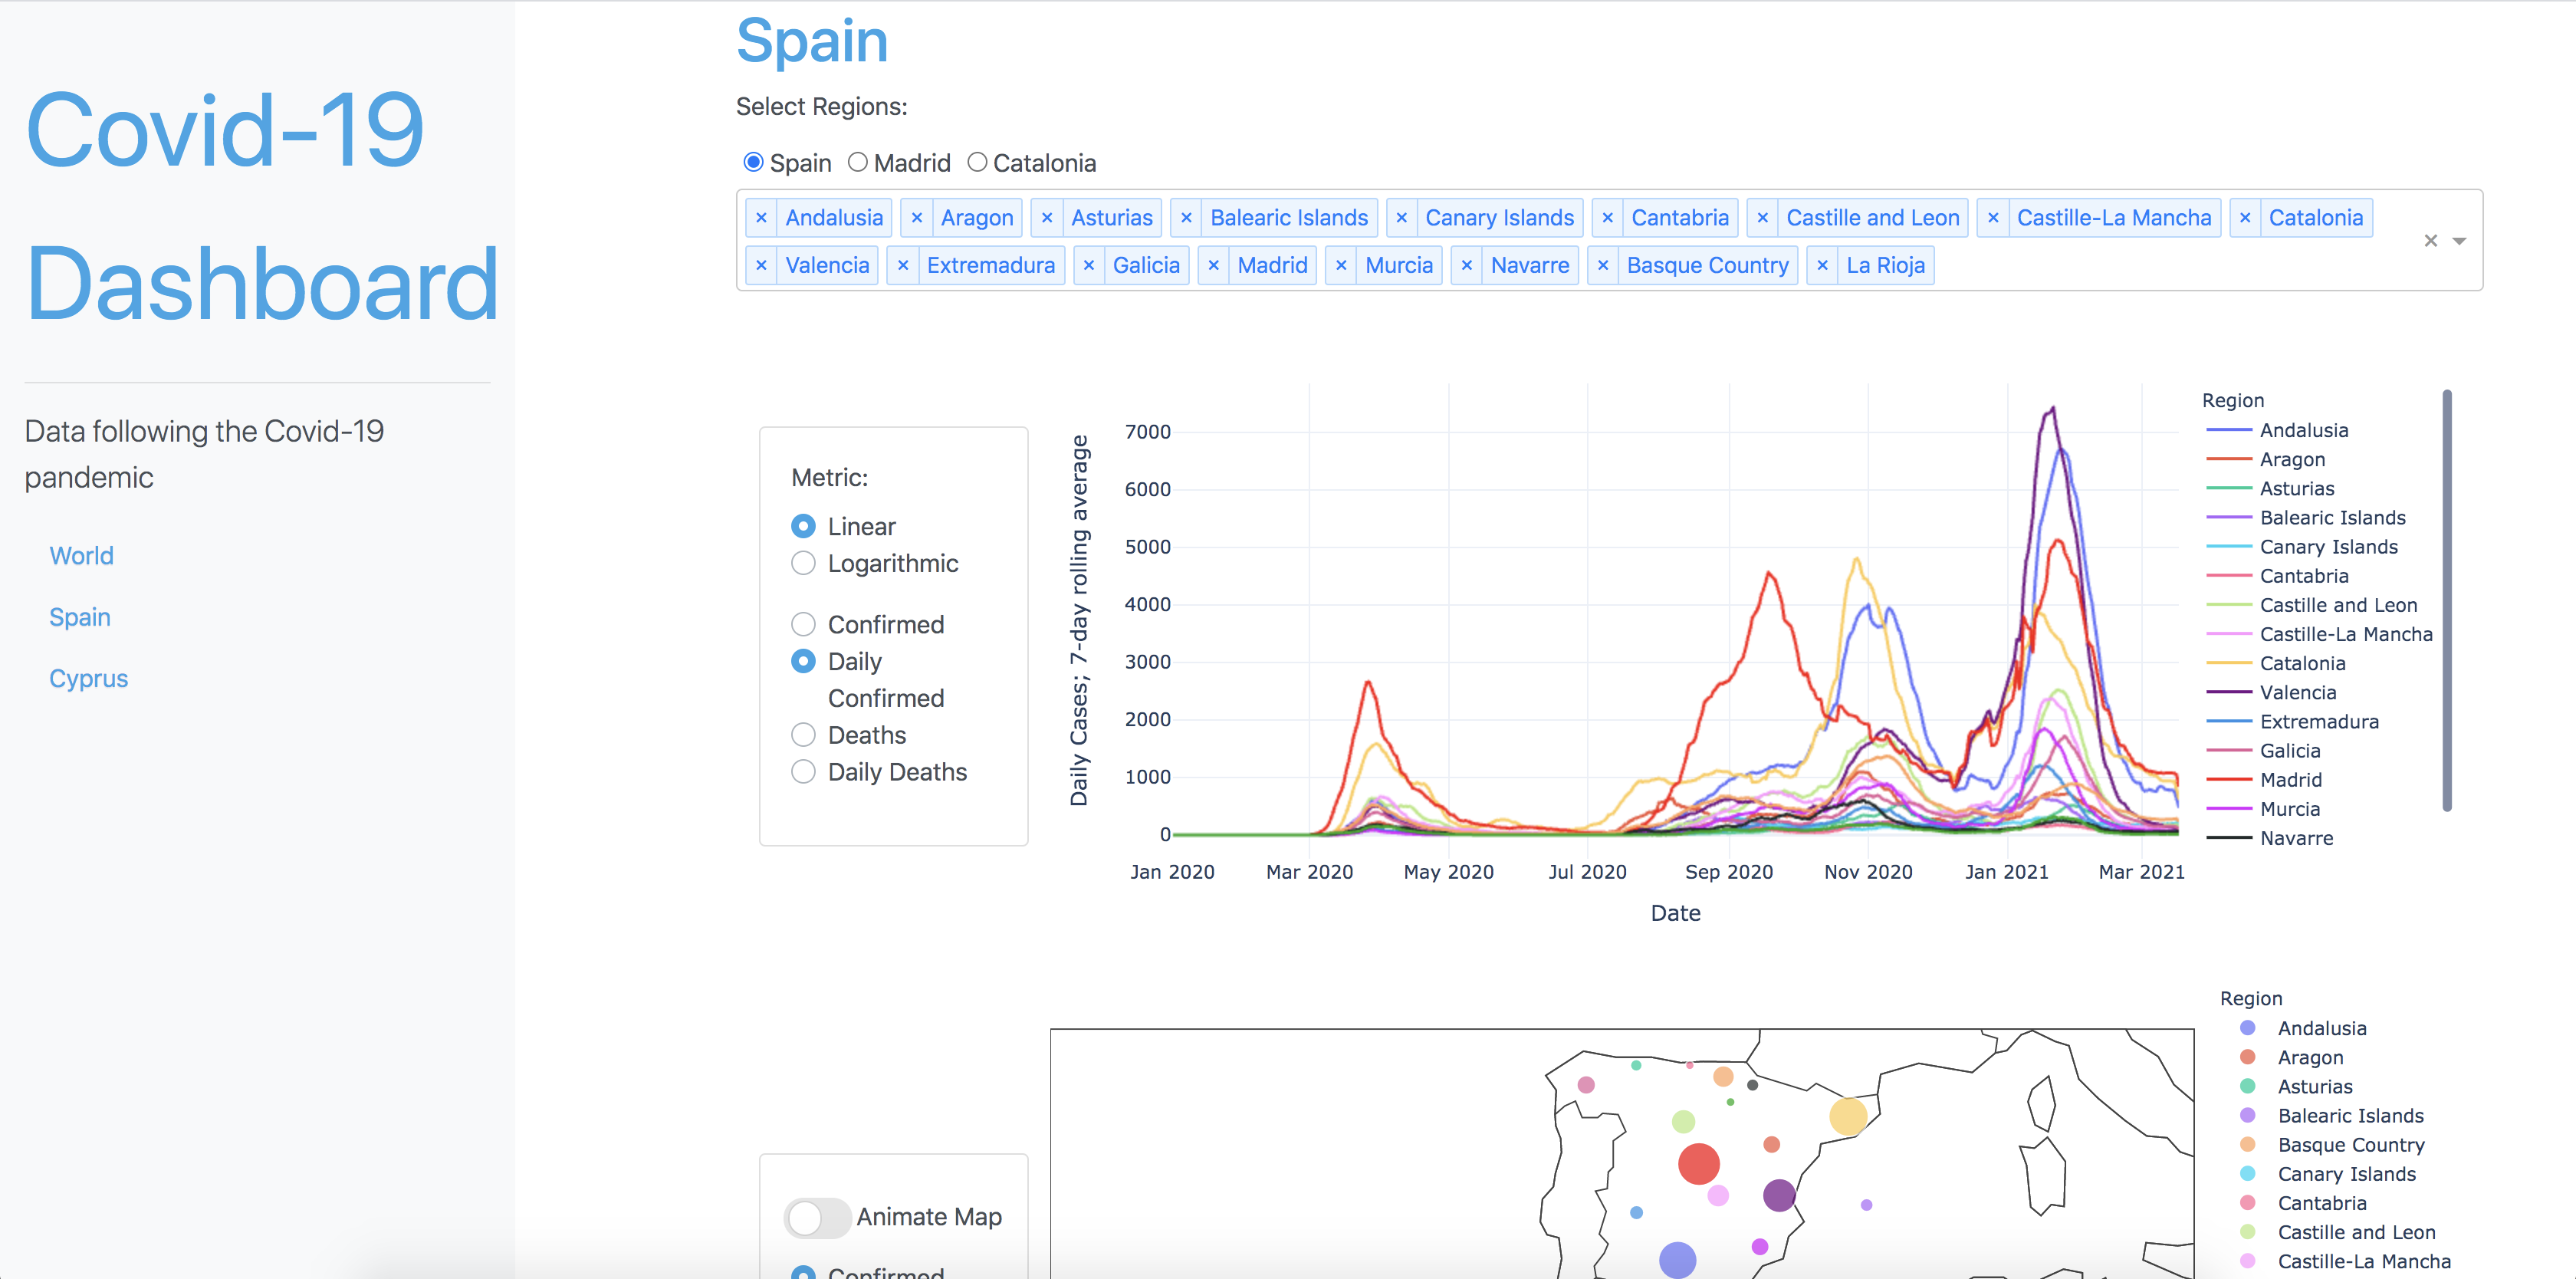 Covid-19
Dashboard
Data following the Covid-19
pandemic
World
Spain
Cyprus
Spain
Select Regions:
Spain Madrid Catalonia
× Andalusia × Aragon × Asturias × Balearic Islands × Canary Islands × Cantabria × Castille and Leon × Castille-La Mancha × Catalonia
× Valencia × Extremadura × Galicia × Madrid × Murcia × Navarre × Basque Country × La Rioja
×
Metric:
Linear
Logarithmic
Confirmed
Daily
Confirmed
Deaths
Daily Deaths
Daily Cases; 7-day rolling average
7000
6000
5000
4000
3000
2000
1000
0
Jan 2020 Mar 2020 May 2020 Jul 2020 Sep 2020 Nov 2020 Jan 2021 Mar 2021
Date
Region
Andalusia
Aragon
Asturias
Balearic Islands
Canary Islands
Cantabria
Castille and Leon
Castille-La Mancha
Catalonia
Valencia
Extremadura
Galicia
Madrid
Murcia
Navarre
Animate Map
Confirmed
Region
Andalusia
Aragon
Asturias
Balearic Islands
Basque Country
Canary Islands
Cantabria
Castille and Leon
Castille-La Mancha